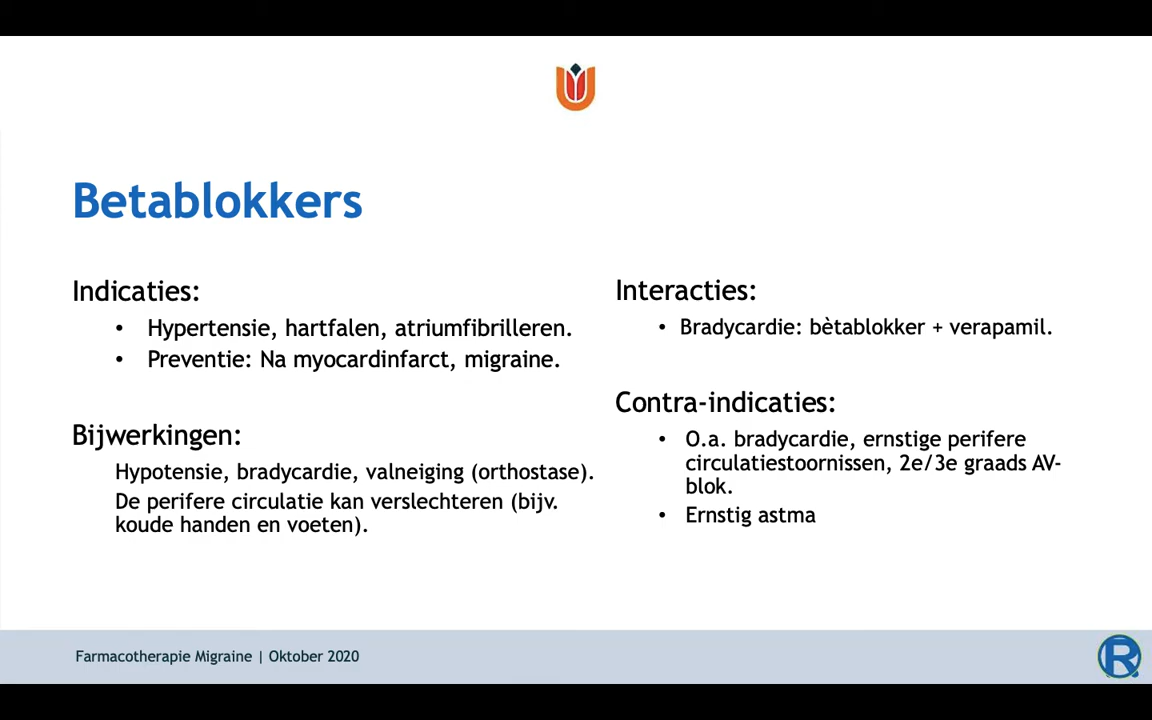 Betablokkers
Indicaties:
• Hypertensie, hartfalen, atriumfibrilleren.
• Preventie: Na myocardinfarct, migraine.
Bijwerkingen:
Hypotensie, bradycardie, valneiging (orthostase).
De perifere circulatie kan verslechteren (bijv.
koude handen en voeten).
Interacties:
• Bradycardie: bètablokker + verapamil.
Contra-indicaties:
• O.a. bradycardie, ernstige perifere
circulatiestoornissen, 2e/3e graads AV-
blok.
• Ernstig astma
Farmacotherapie Migraine | Oktober 2020
R